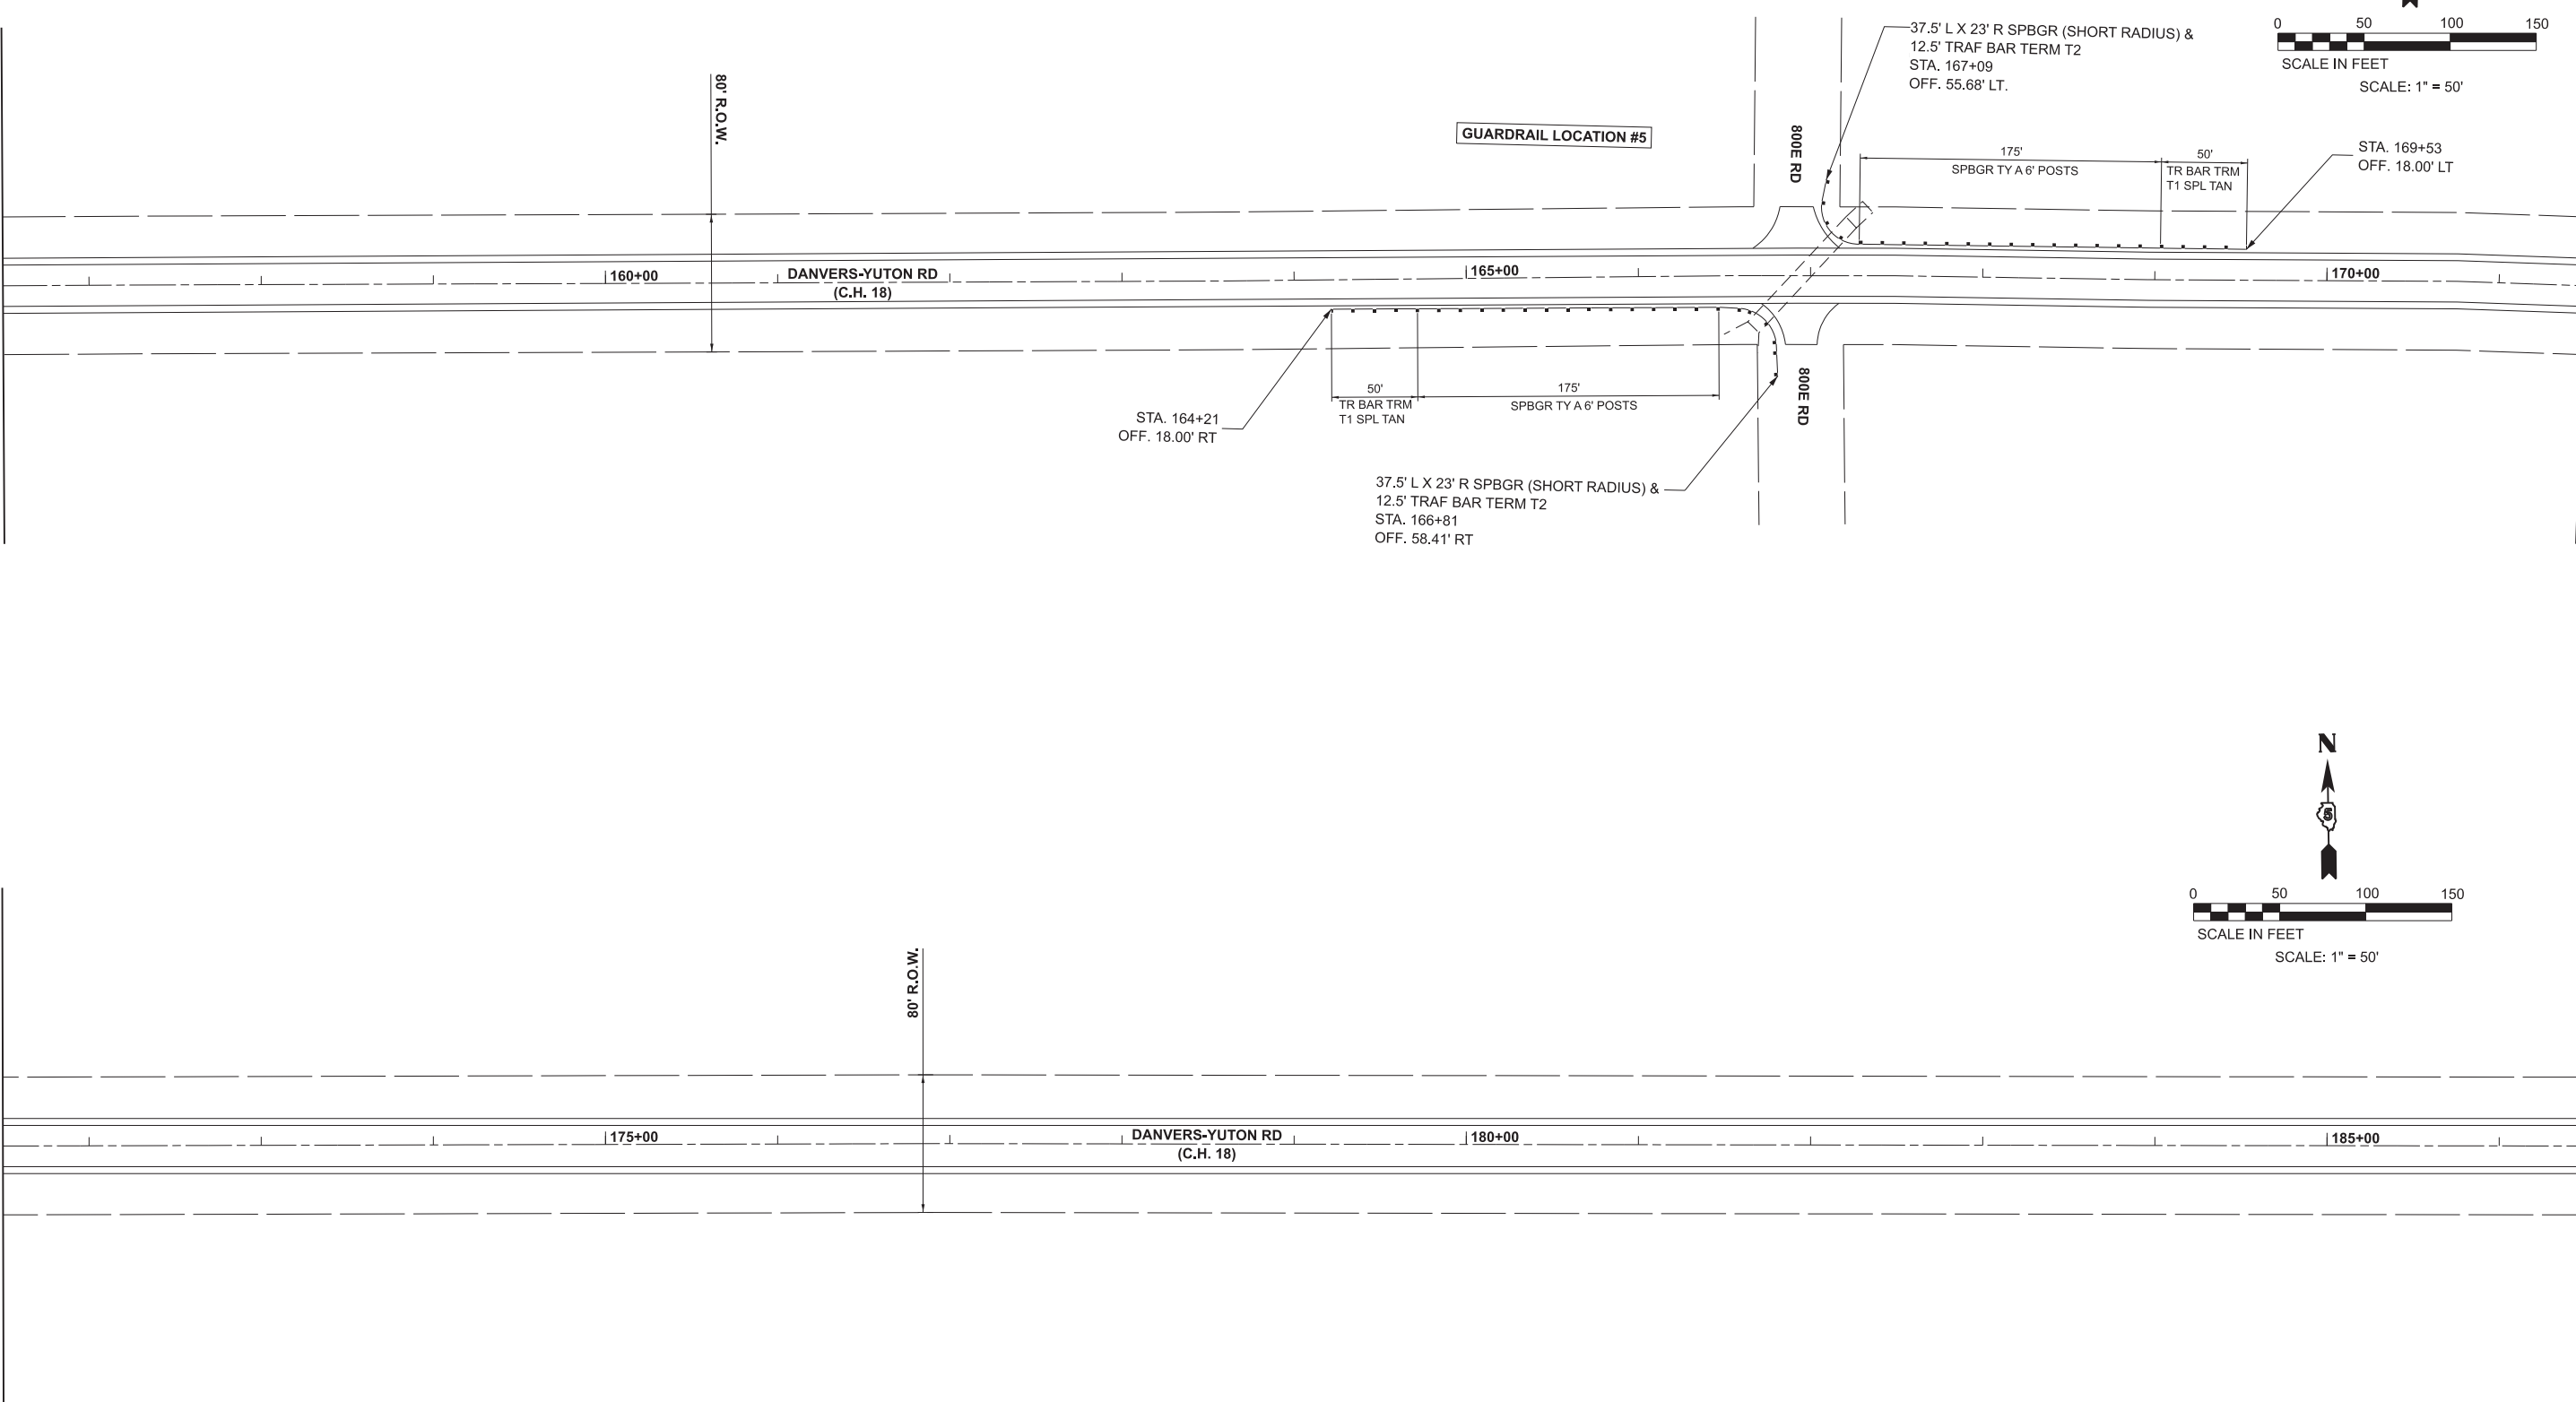 37.5' L X 23' R SPBGR (SHORT RADIUS) &
12.5' TRAF BAR TERM T2
STA. 167+09
OFF. 55.68' LT.
0 50 100 150
SCALE IN FEET
SCALE: 1" = 50'
80' R.O.W.
GUARDRAIL LOCATION #5
800E RD
175'
SPBGR TY A 6' POSTS
50'
TR BAR TRM
T1 SPL TAN
STA. 169+53
OFF. 18.00' LT
160+00
DANVERS-YUTON RD
(C.H. 18)
165+00
170+00
50'
TR BAR TRM
T1 SPL TAN
175'
SPBGR TY A 6' POSTS
800E RD
STA. 164+21
OFF. 18.00' RT
37.5' L X 23' R SPBGR (SHORT RADIUS) &
12.5' TRAF BAR TERM T2
STA. 166+81
OFF. 58.41' RT
N
5
0 50 100 150
SCALE IN FEET
SCALE: 1" = 50'
80' R.O.W.
175+00
DANVERS-YUTON RD
(C.H. 18)
180+00
185+00